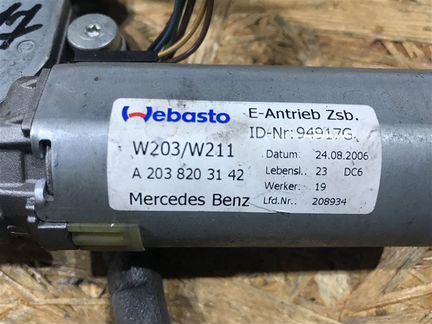 Webasto E-Antrieb Zsb.
ID-Nr: 94917G
W203/W211 Datum 24.08.2006
A 203 820 31 42 Lebensl.. 23 DC6
Werker: 19
Mercedes Benz Lfd.Nr.. 208934